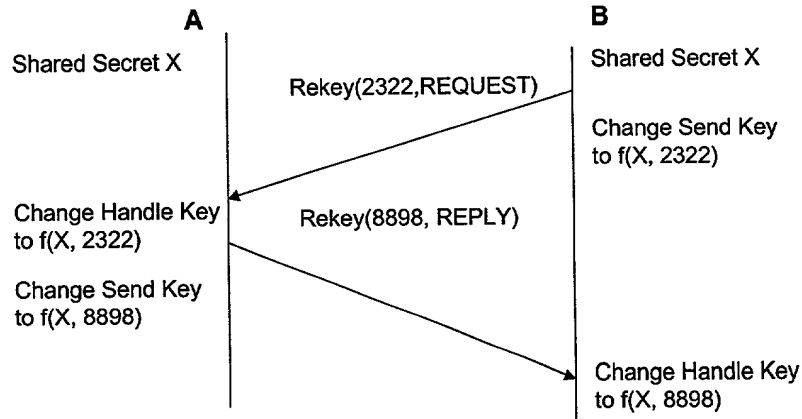 A
B
Shared Secret X
Shared Secret X
Rekey(2322,REQUEST)
Change Send Key
to f(X, 2322)
Change Handle Key
to f(X, 2322)
Rekey(8898, REPLY)
Change Send Key
to f(X, 8898)
Change Handle Key
to f(X, 8898)